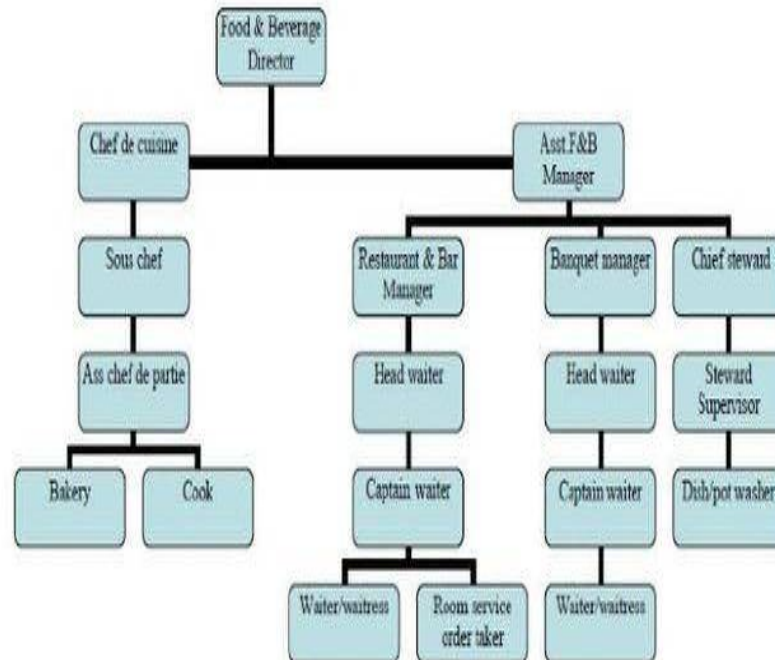 Food & Beverage
Director
Chef de cuisine
Asst.F&B
Manager
Sous chef
Restaurant & Bar
Manager
Banquet manager
Chief steward
Ass chef de partie
Head waiter
Head waiter
Steward
Supervisor
Bakery
Cook
Captain waiter
Captain waiter
Dish/pot washer
Waiter/waitress
Room service
order taker
Waiter/waitress